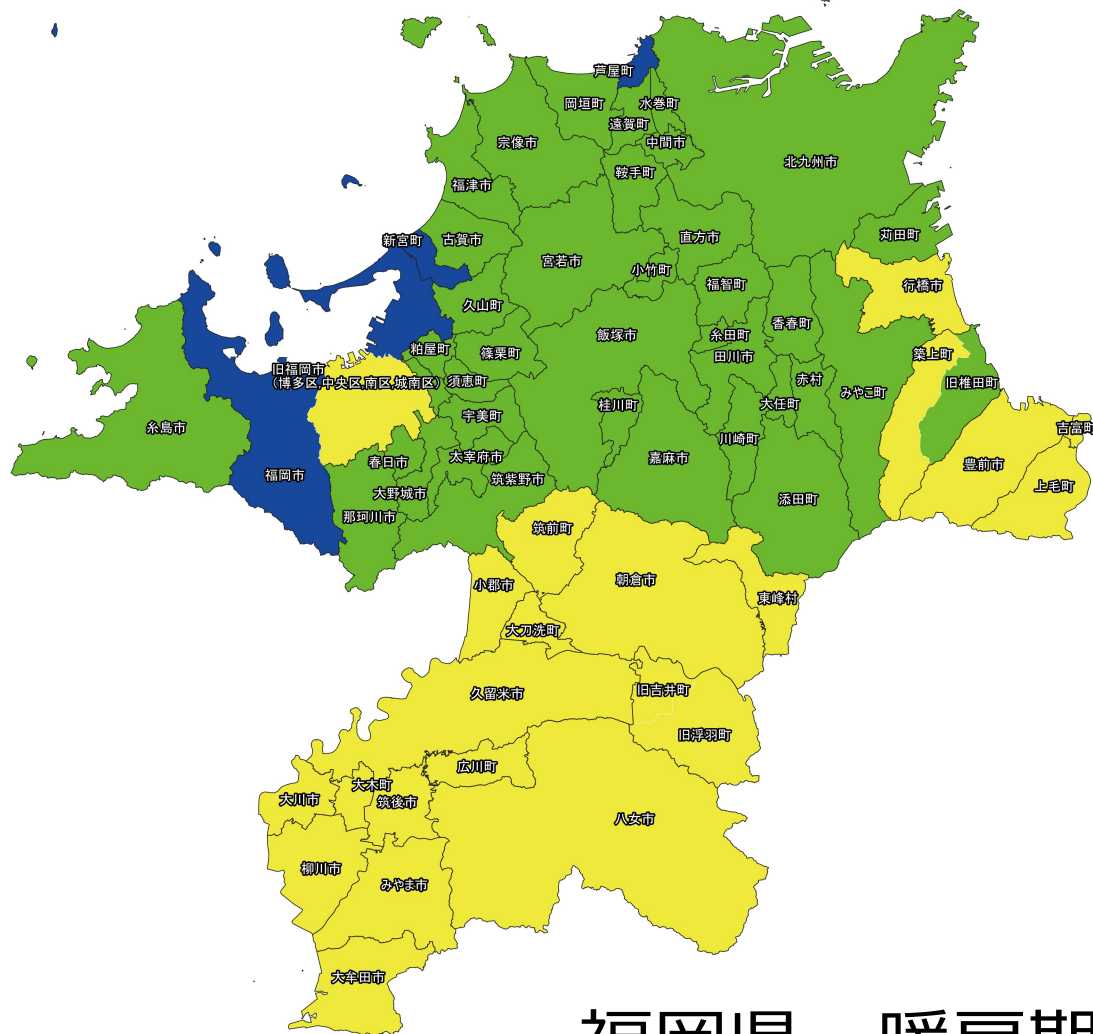 芦屋町
岡垣町
水巻町
遠賀町
宗像市
中間市
北九州市
鞍手町
福津市
新宮町
古賀市
直方市
苅田町
宮若市
小竹町
福智町
行橋市
久山町
飯塚市
香春町
糸田町
粕屋町
篠栗町
田川市
築上町
旧福岡市
(博多区,中央区,南区,城南区)
須恵町
赤村
みやこ町
旧椎田町
桂川町
大任町
宇美町
糸島市
川崎町
吉富町
太宰府市
嘉麻市
春日市
豊前市
福岡市
筑紫野市
上毛町
大野城市
添田町
那珂川市
筑前町
小郡市
朝倉市
東峰村
大刀洗町
久留米市
旧吉井町
旧浮羽町
広川町
大木町
大川市
筑後市
八女市
柳川市
みやま市
大牟田市
福岡県 暖房期